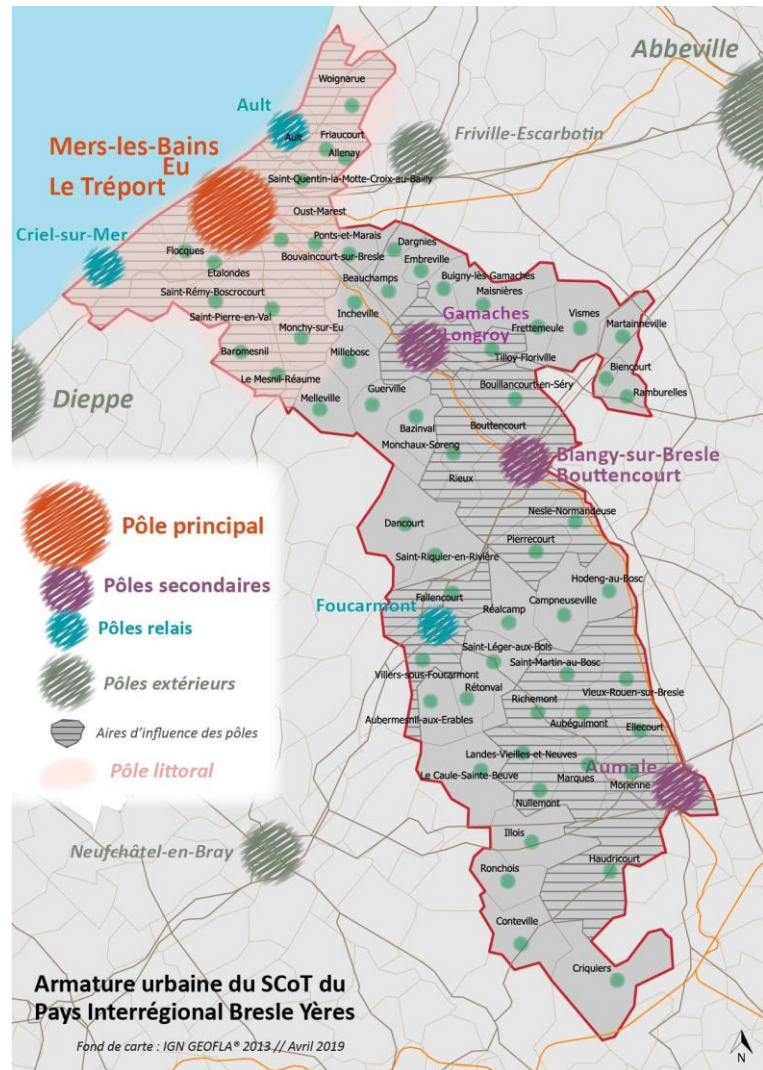 Abbeville
Woignarue
Ault
Ault
Friaucourt
Allenay
Friville-Escarbotin
Mers-les-Bains
Eu
Le Tréport
Saint-Quentin-la-Motte-Croix-au-Bailly
Oust-Marest
Criel-sur-Mer
Flocques
Etalondes
Ponts-et-Marais
Bouvaincourt-sur-Bresle
Dargnies
Embreville
Beauchamps
Buigny-lès-Gamaches
Maisnières
Saint-Rémy-Boscrocourt
Saint-Pierre-en-Val
Incheville
Gamaches
Longroy
Frettemeule
Vismes
Martainneville
Monchy-sur-Eu
Baromesnil
Millebosc
Tilloy-Floriville
Biencourt
Le Mesnil-Réaume
Dieppe
Melleville
Guerville
Bouillancourt-en-Séry
Ramburelles
Bazinval
Bouttencourt
Monchaux-Soreng
Blangy-sur-Bresle
Bouttencourt
Rieux
Pôle principal
Nesle-Normandeuse
Dancourt
Pierrecourt
Saint-Riquier-en-Rivière
Pôles secondaires
Hodeng-au-Bosc
Fallencourt
Foucarmont
Réalcamp
Campneuseville
Pôles relais
Saint-Léger-aux-Bois
Saint-Martin-au-Bosc
Pôles extérieurs
Villers-sous-Foucarmont
Rétonval
Vieux-Rouen-sur-Bresle
Richemont
Aubermesnil-aux-Erables
Aubéguimont
Ellecourt
Aires d'influence des pôles
Landes-Vieilles-et-Neuves
Pôle littoral
Le Caule-Sainte-Beuve
Marques
Aumale
Morienne
Nullemont
Illois
Neufchâtel-en-Bray
Haudricourt
Ronchois
Conteville
Criquiers
Armature urbaine du SCoT du
Pays Interrégional Bresle Yères
Fond de carte : IGN GEOFLA® 2013 // Avril 2019
N